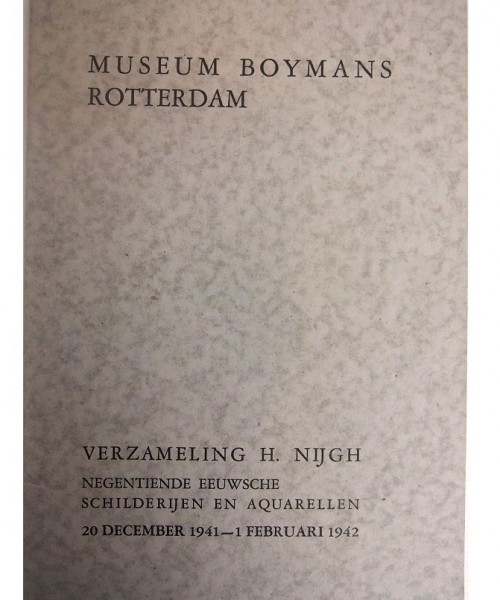 MUSEUM BOYMANS
ROTTERDAM
VERZAMELING H. NIJGH
NEGENTIENDE EEUWSCHE
SCHILDERIJEN EN AQUARELLEN
20 DECEMBER 1941—1 FEBRUARI 1942